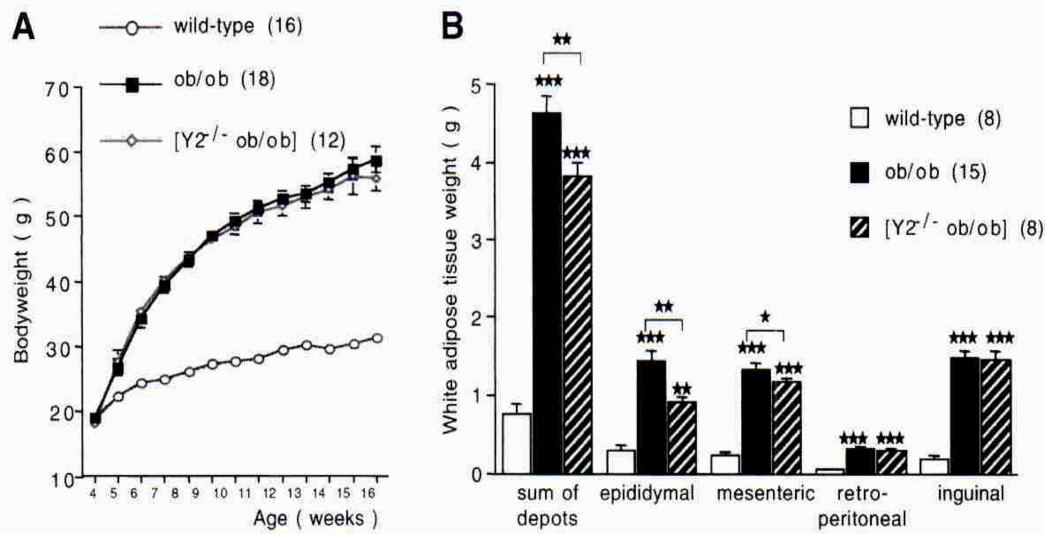 A
wild-type (16)
ob/ob (18)
[Y2-/- ob/ob] (12)
Bodyweight ( g )
70
60
50
40
30
20
10
4 5 6 7 8 9 10 11 12 13 14 15 16
Age ( weeks )
B
White adipose tissue weight ( g )
5
4
3
2
1
0
★★
★★★
★★★
★★
★★★
★★
★
★★★
★★★
★★★ ★★★
★★★ ★★★
wild-type (8)
ob/ob (15)
[Y2-/- ob/ob] (8)
sum of
depots
epididymal
mesenteric
retro-
peritoneal
inguinal